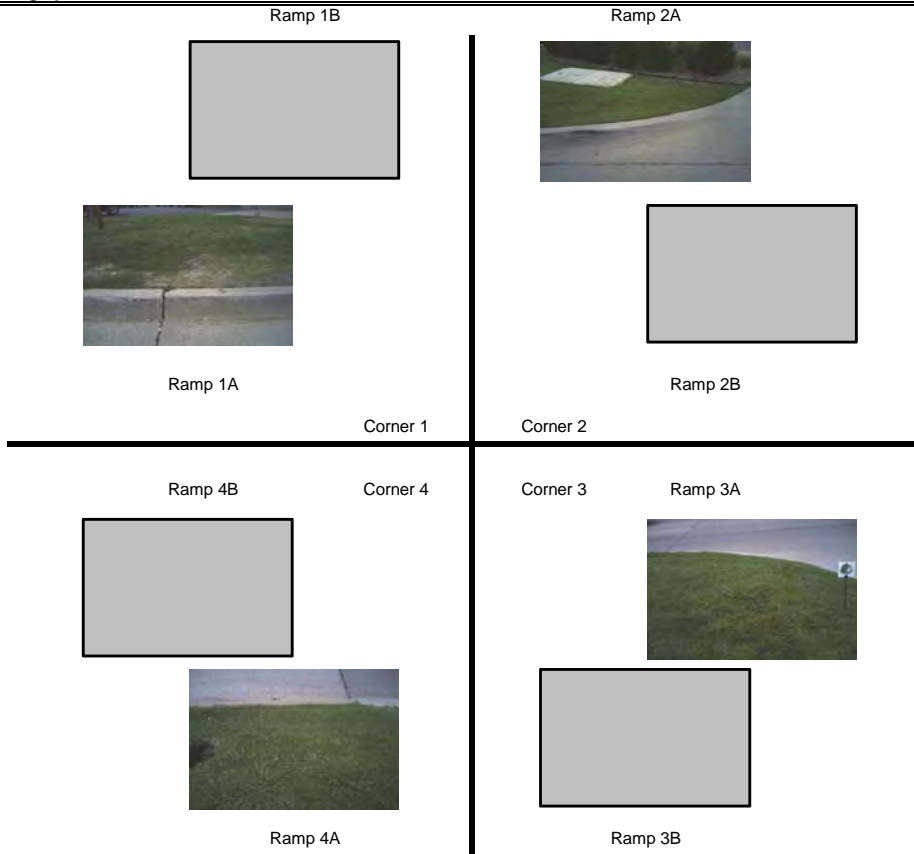 Ramp 1B
Ramp 2A
Ramp 1A
Ramp 2B
Corner 1
Corner 2
Ramp 4B
Corner 4
Corner 3
Ramp 3A
Ramp 4A
Ramp 3B